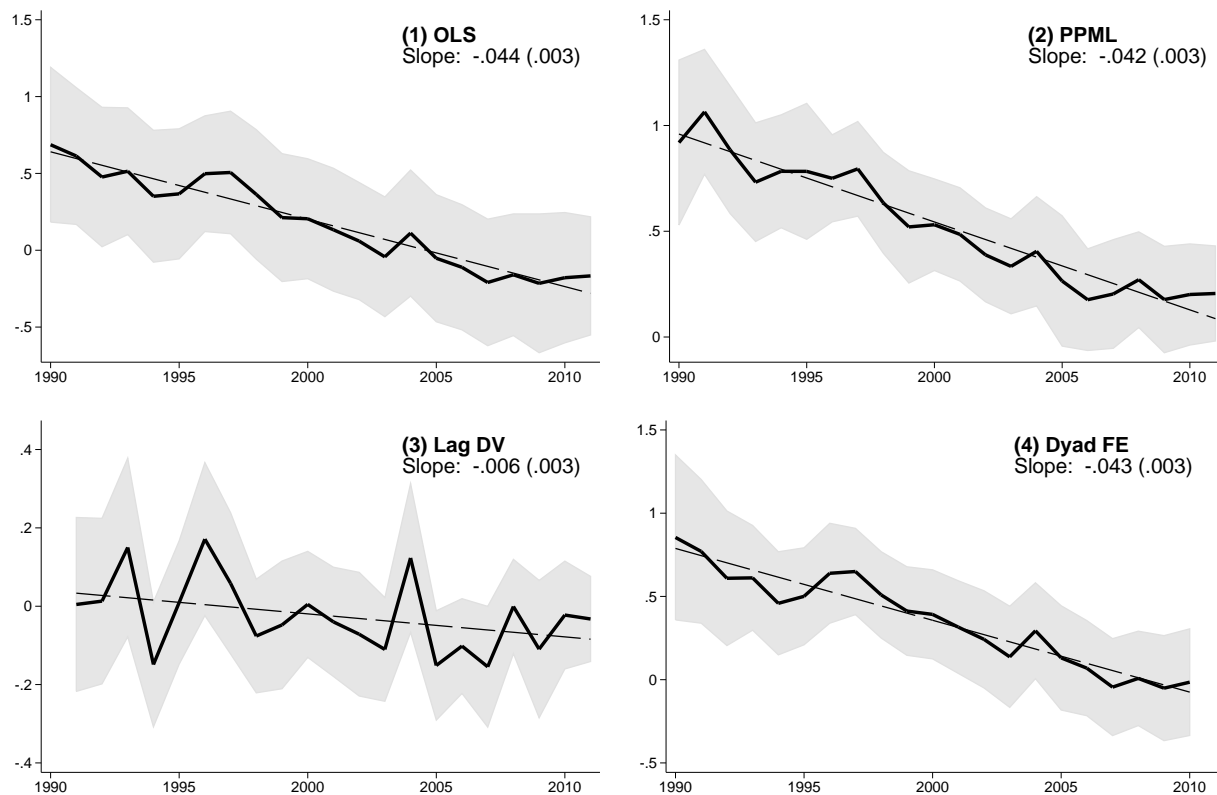 (1) OLS
Slope: -.044 (.003)
1.5
1
.5
0
-.5
1990 1995 2000 2005 2010
(2) PPML
Slope: -.042 (.003)
1.5
1
.5
0
1990 1995 2000 2005 2010
(3) Lag DV
Slope: -.006 (.003)
.4
.2
0
-.2
-.4
1990 1995 2000 2005 2010
(4) Dyad FE
Slope: -.043 (.003)
1.5
1
.5
0
-.5
1990 1995 2000 2005 2010